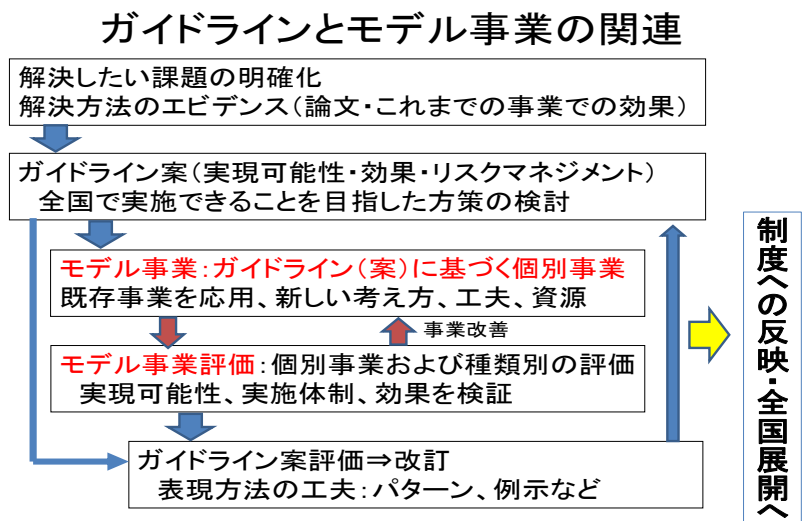 ガイドラインとモデル事業の関連
解決したい課題の明確化
解決方法のエビデンス(論文・これまでの事業での効果)
ガイドライン案(実現可能性・効果・リスクマネジメント)
全国で実施できることを目指した方策の検討
モデル事業:ガイドライン(案)に基づく個別事業
既存事業を応用、新しい考え方、工夫、資源
事業改善
モデル事業評価:個別事業および種類別の評価
実現可能性、実施体制、効果を検証
ガイドライン案評価⇒改訂
表現方法の工夫:パターン、例示など
制度への反映・全国展開へ